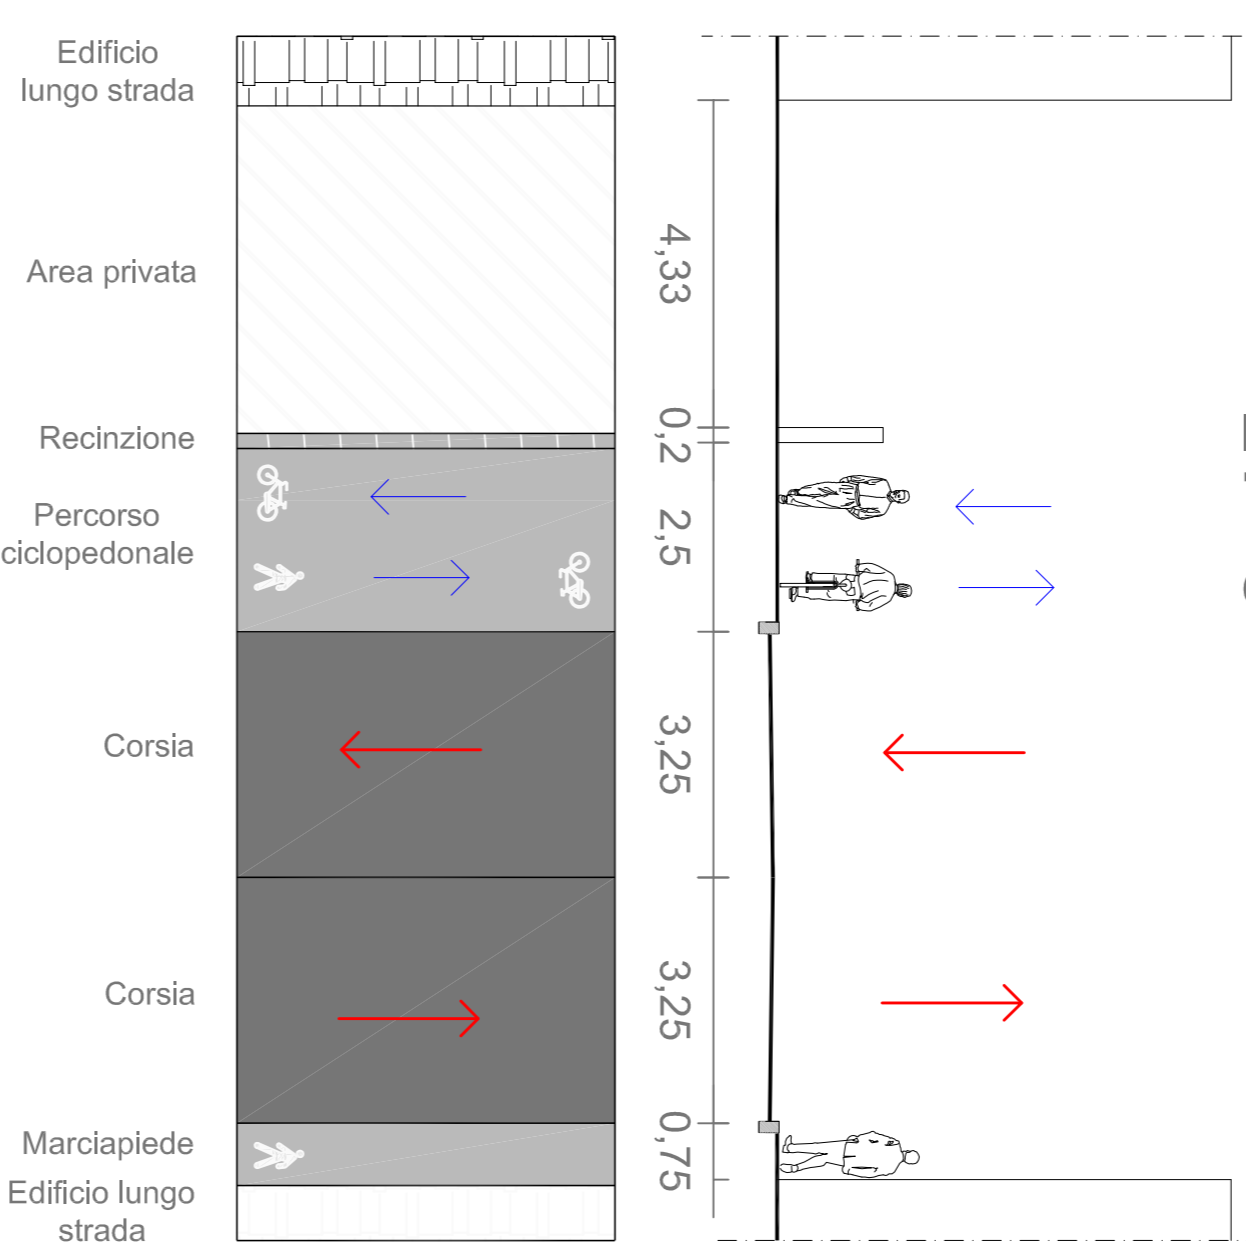 Edificio
lungo strada
Area privata
Recinzione
Percorso
ciclopedonale
Corsia
Corsia
Marciapiede
Edificio lungo
strada
4,33
0,2
2,5
3,25
3,25
0,75